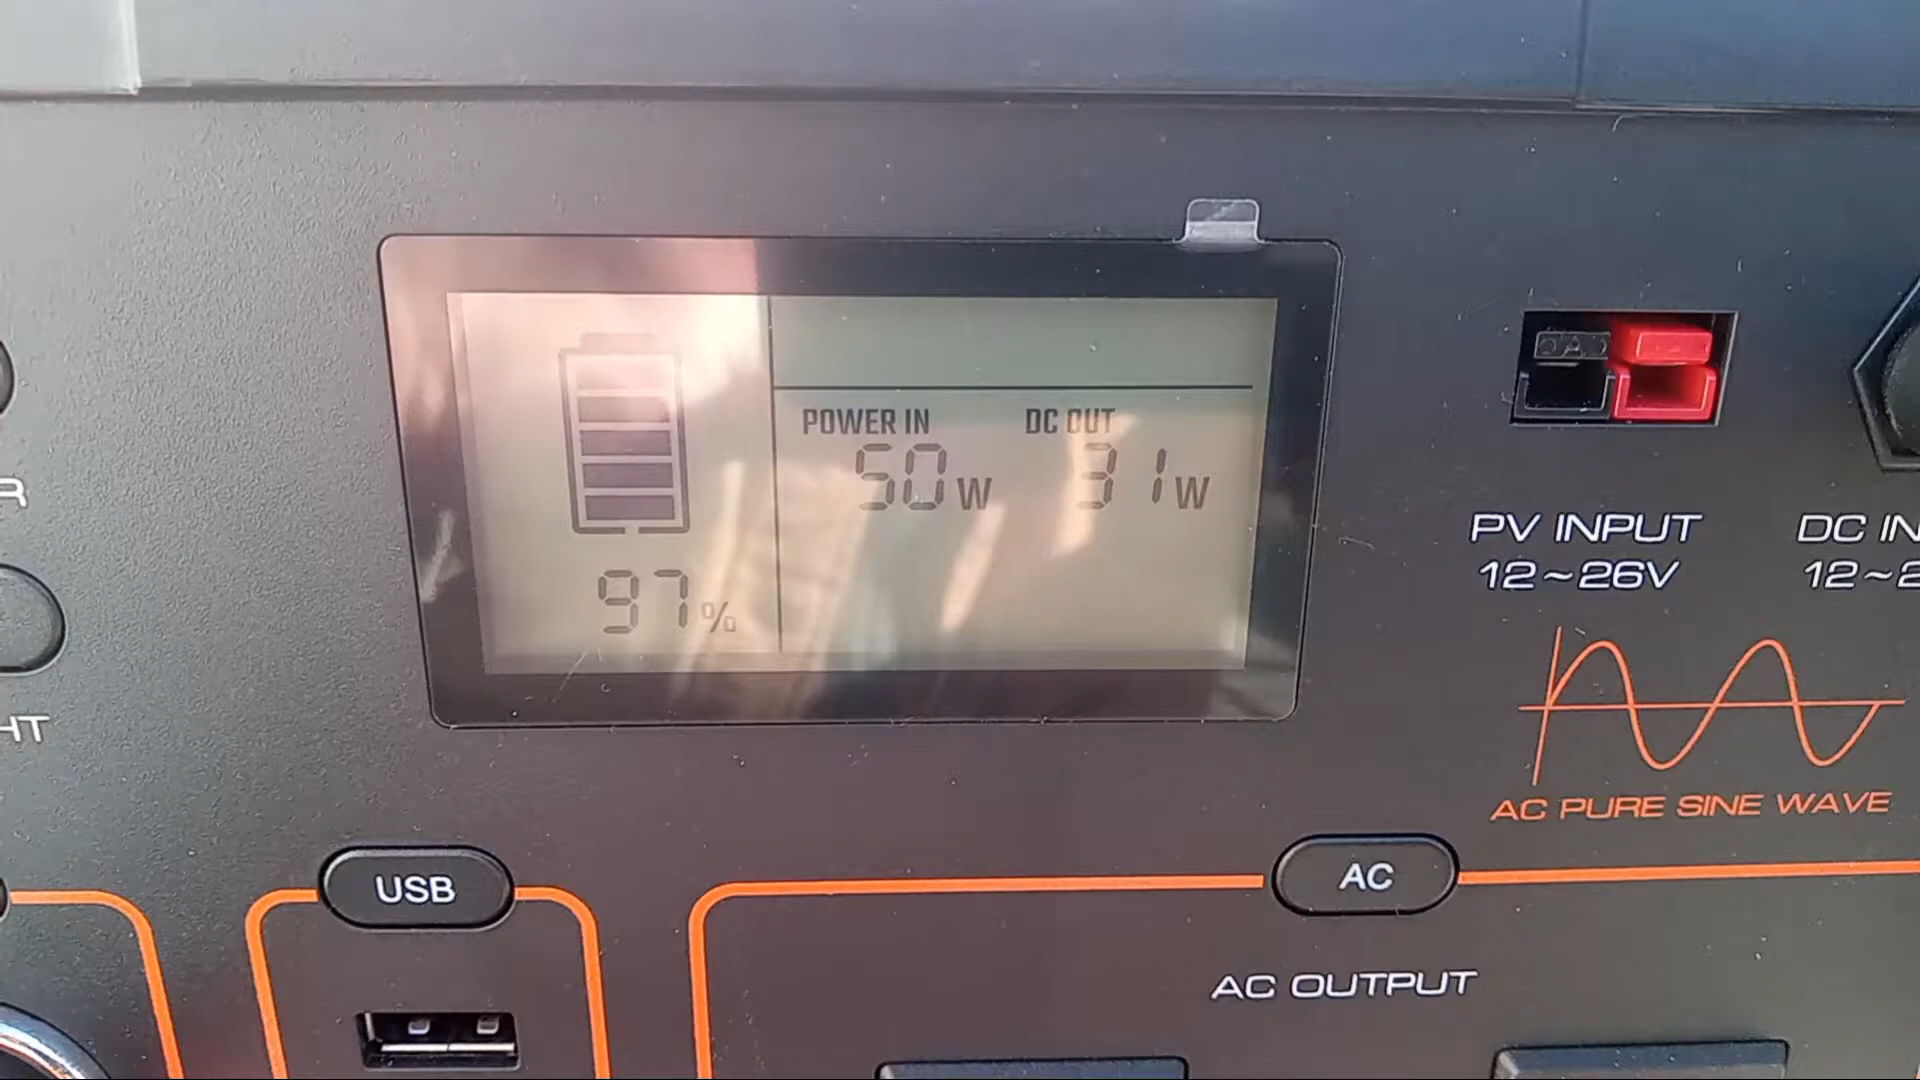 POWER IN
DC OUT
50W
31W
97%
PV INPUT
12~26V
DC IN
12~2
AC PURE SINE WAVE
HT
USB
AC
AC OUTPUT